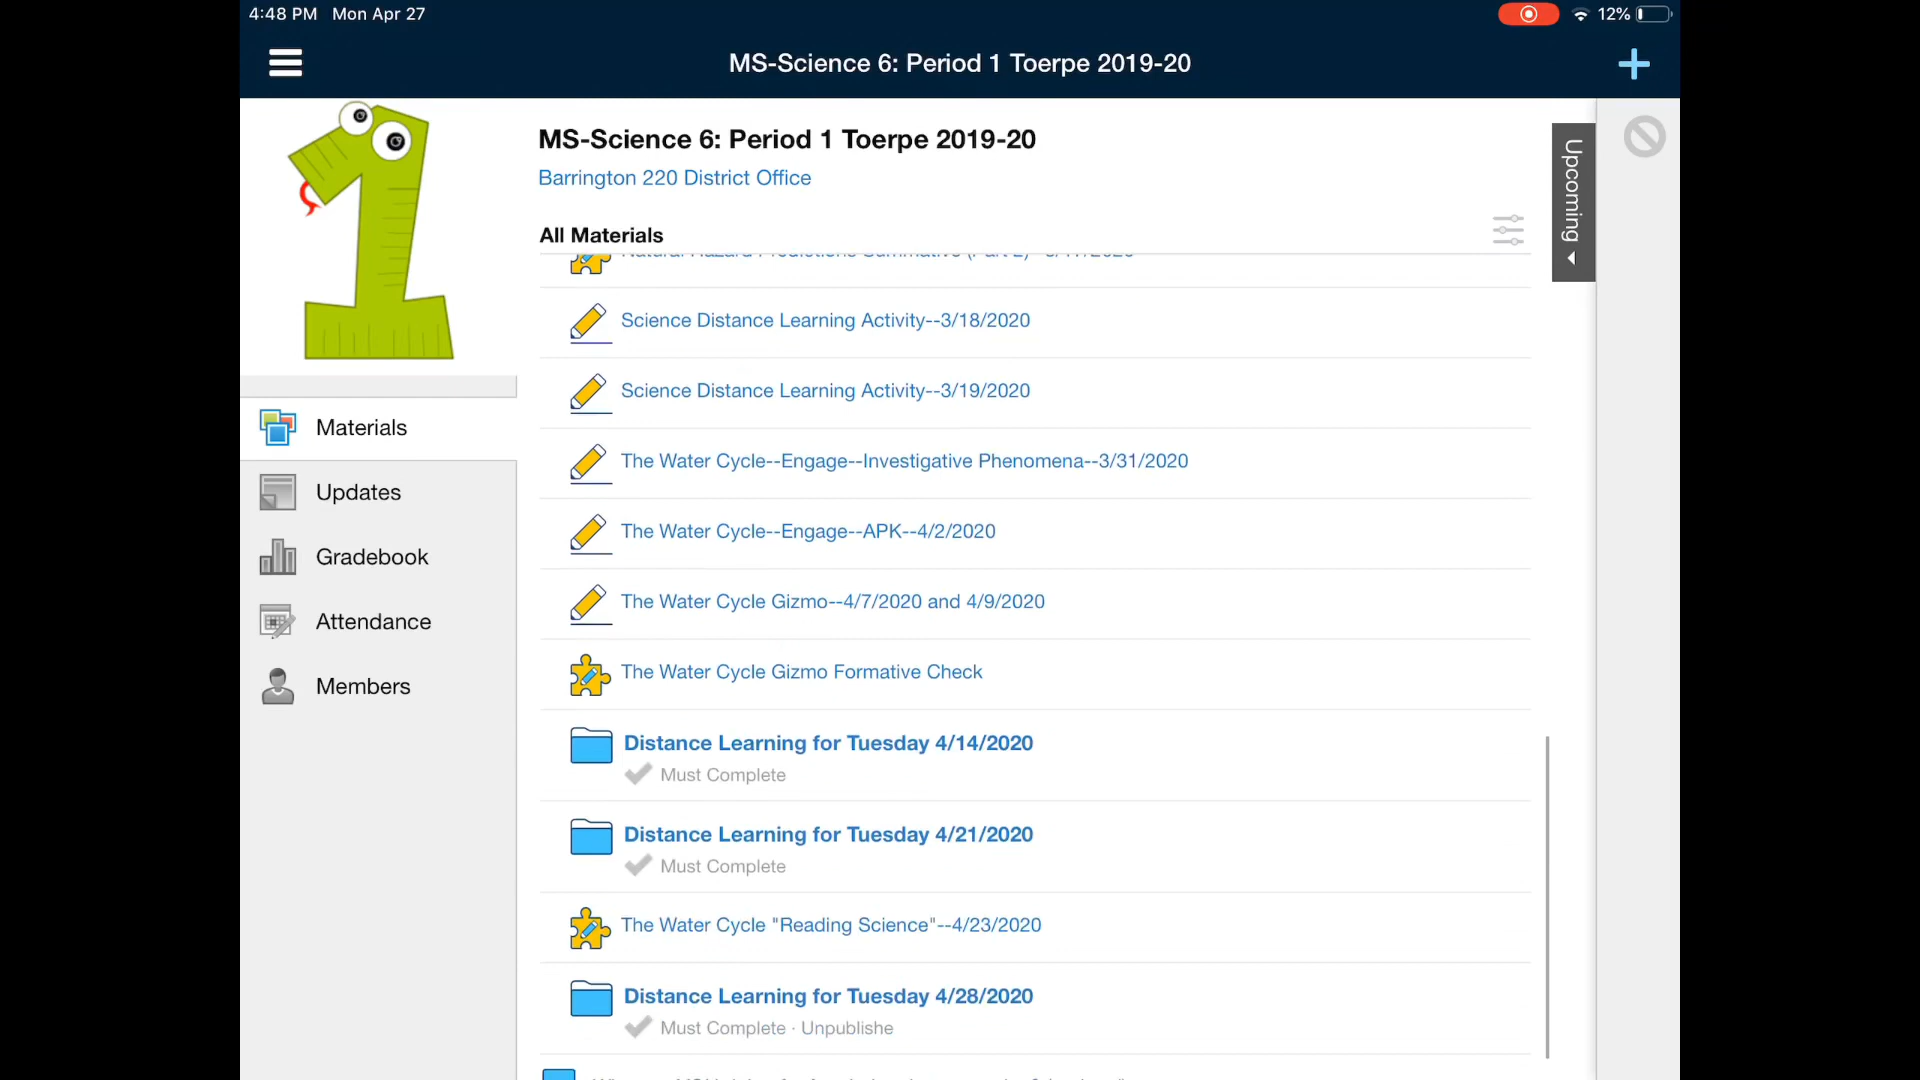 4:48 PM Mon Apr 27
12%
MS-Science 6: Period 1 Toerpe 2019-20
MS-Science 6: Period 1 Toerpe 2019-20
Barrington 220 District Office
Upcoming
All Materials
Science Distance Learning Activity--3/18/2020
Science Distance Learning Activity--3/19/2020
Materials
The Water Cycle--Engage--Investigative Phenomena--3/31/2020
Updates
The Water Cycle--Engage--APK--4/2/2020
Gradebook
The Water Cycle Gizmo--4/7/2020 and 4/9/2020
Attendance
The Water Cycle Gizmo Formative Check
Members
Distance Learning for Tuesday 4/14/2020
Must Complete
Distance Learning for Tuesday 4/21/2020
Must Complete
The Water Cycle "Reading Science"--4/23/2020
Distance Learning for Tuesday 4/28/2020
Must Complete · Unpublishe